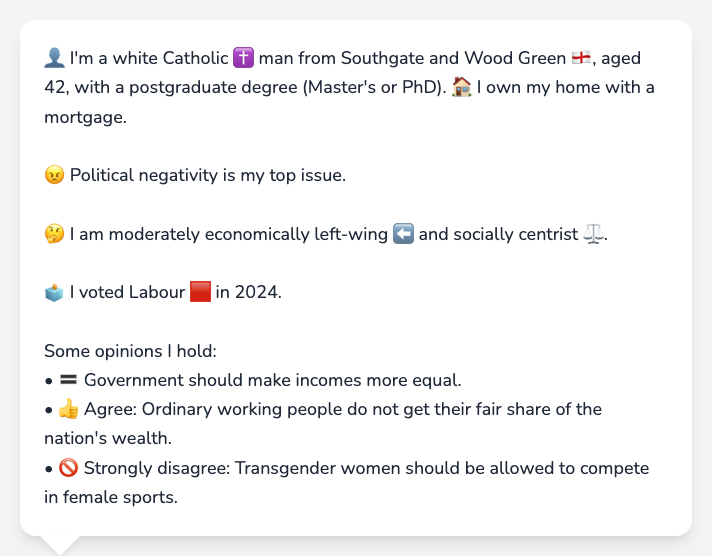 👤 I'm a white Catholic ✝️ man from Southgate and Wood Green 🏴󠁧󠁢󠁥󠁮󠁧󠁿, aged
42, with a postgraduate degree (Master's or PhD). 🏠 I own my home with a
mortgage.
😠 Political negativity is my top issue.
🤔 I am moderately economically left-wing ⬅️ and socially centrist ⚖️.
🗳️ I voted Labour 🟥 in 2024.
Some opinions I hold:
• 🟰 Government should make incomes more equal.
• 👍 Agree: Ordinary working people do not get their fair share of the
nation's wealth.
• 🚫 Strongly disagree: Transgender women should be allowed to compete
in female sports.